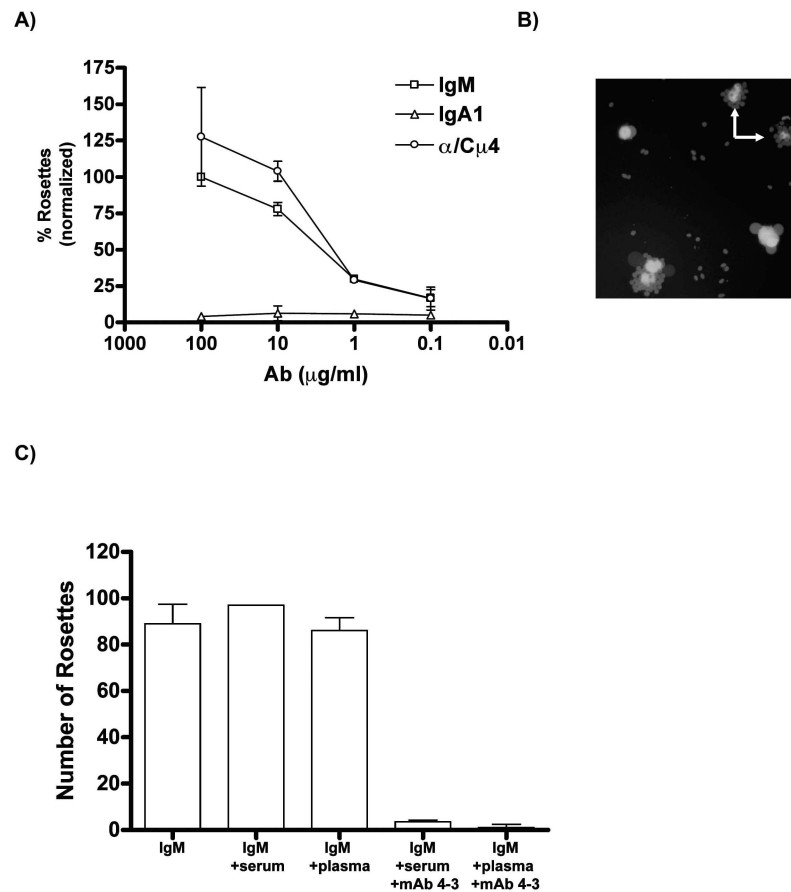 A)
B)
175
150
125
100
75
50
25
0
% Rosettes
(normalized)
IgM
IgA1
α/Cμ4
1000
100
10
1
0.1
0.01
Ab (μg/ml)
C)
120
100
80
60
40
20
0
Number of Rosettes
IgM
IgM
+serum
IgM
+plasma
IgM
+serum
+mAb 4-3
IgM
+plasma
+mAb 4-3